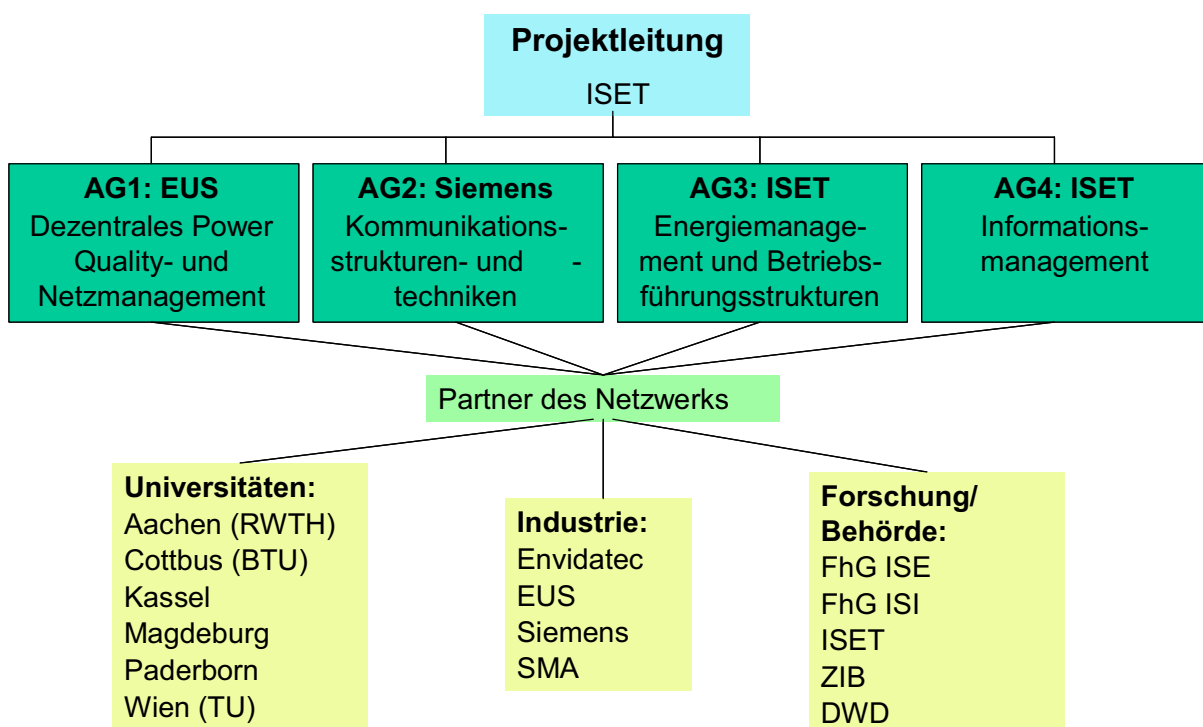 Projektleitung
ISET
AG1: EUS
Dezentrales Power
Quality- und
Netzmanagement
AG2: Siemens
Kommunikations-
strukturen- und -
techniken
AG3: ISET
Energiemanage-
ment und Betriebs-
führungsstrukturen
AG4: ISET
Informations-
management
Partner des Netzwerks
Universitäten:
Aachen (RWTH)
Cottbus (BTU)
Kassel
Magdeburg
Paderborn
Wien (TU)
Industrie:
Envidatec
EUS
Siemens
SMA
Forschung/
Behörde:
FhG ISE
FhG ISI
ISET
ZIB
DWD